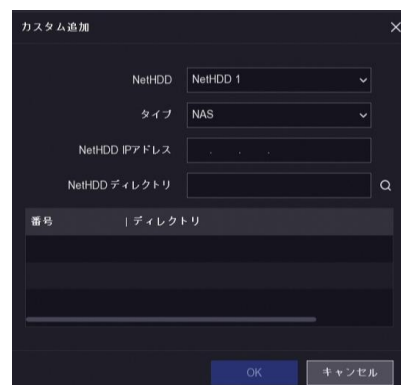 カスタム追加
NetHDD NetHDD 1
タイプ NAS
NetHDD IPアドレス . . .
NetHDD ディレクトリ
番号 | ディレクトリ
OK キャンセル